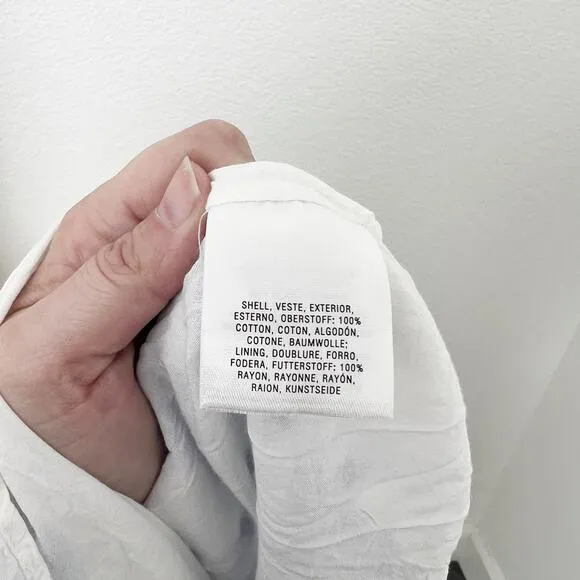 SHELL, VESTE, EXTERIOR,
ESTERNO, OBERSTOFF: 100%
COTTON, COTON, ALGODÓN,
COTONE, BAUMWOLLE;
LINING, DOUBLURE, FORRO,
FODERA, FUTTERSTOFF: 100%
RAYON, RAYONNE, RAYÓN,
RAION, KUNSTSEIDE